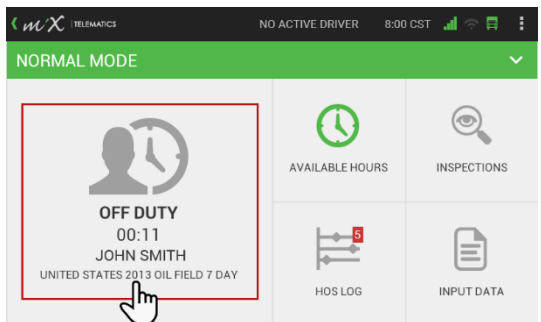 m'X TELEMATICS NO ACTIVE DRIVER 8:00 CST
NORMAL MODE
OFF DUTY
00:11
JOHN SMITH
UNITED STATES 2013 OIL FIELD 7 DAY
AVAILABLE HOURS
INSPECTIONS
5
HOS LOG
INPUT DATA